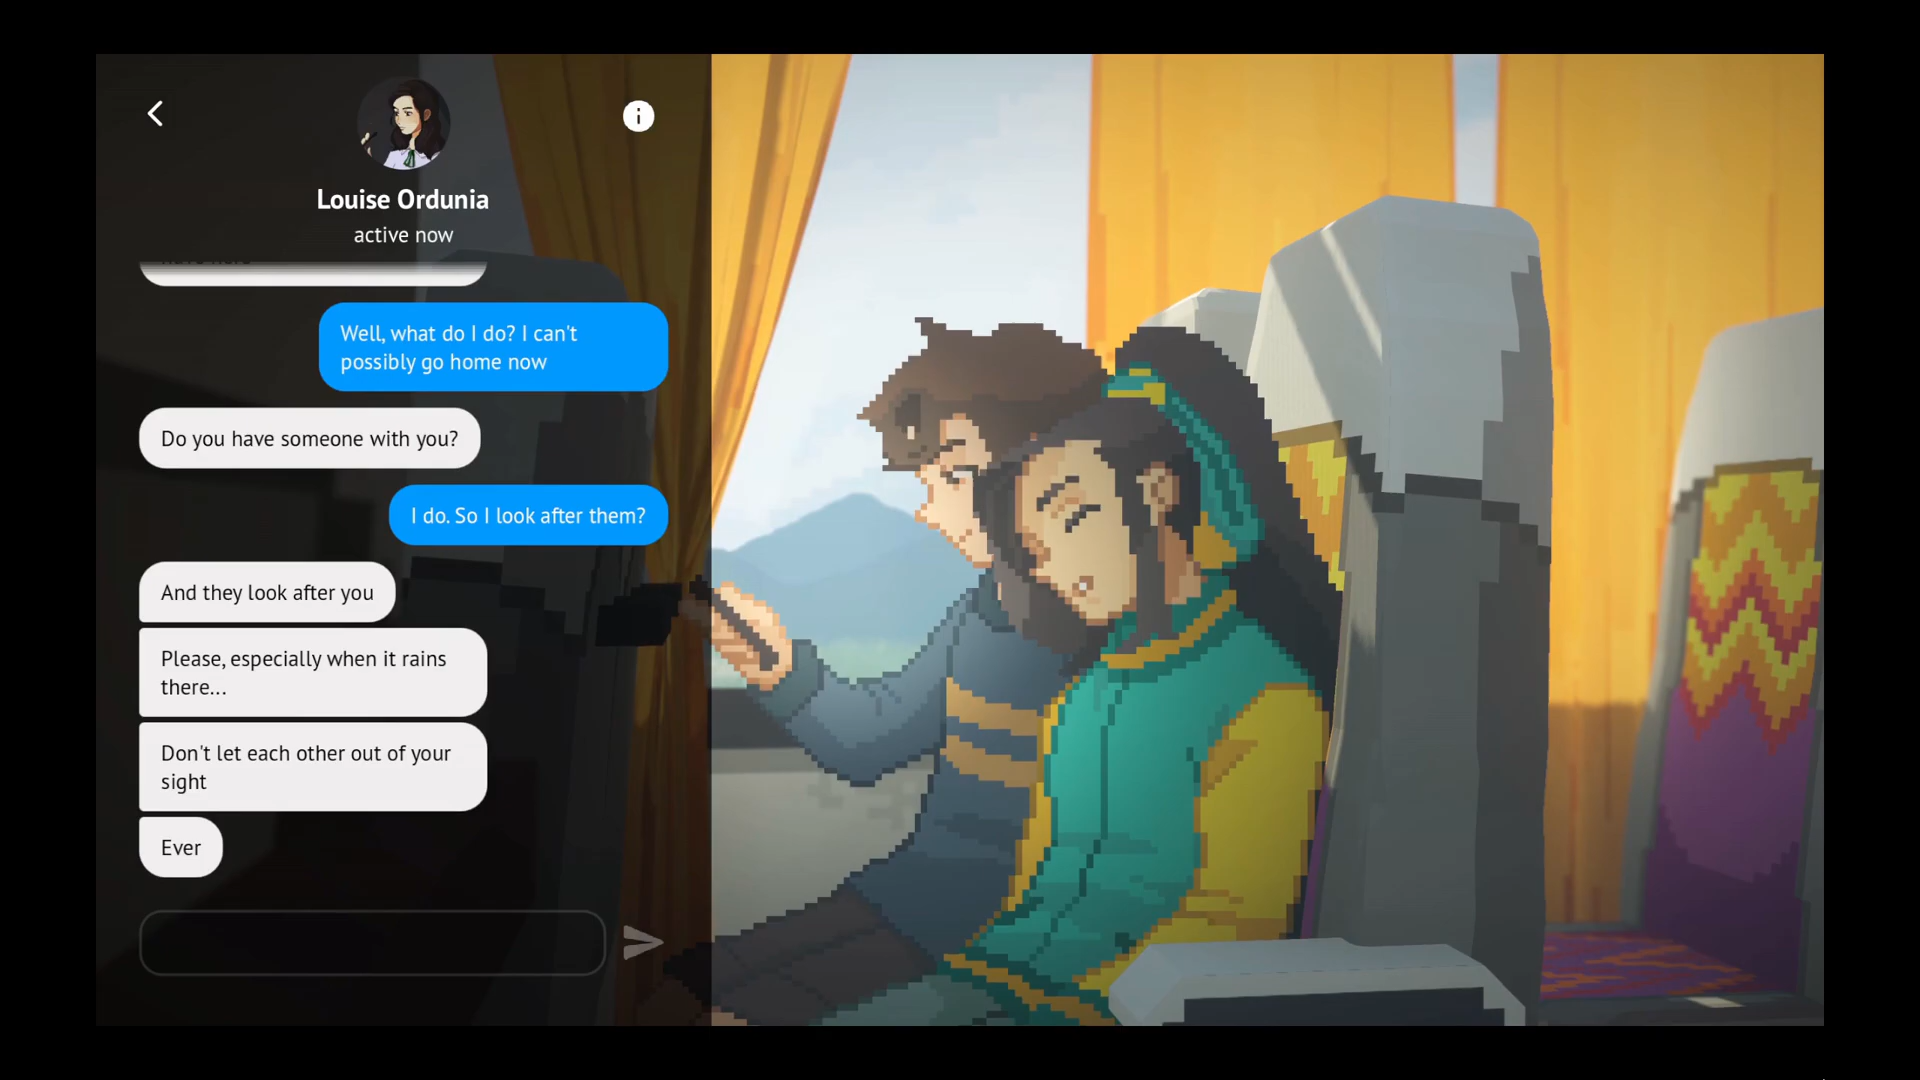 Louise Ordunia
active now
Well, what do I do? I can't
possibly go home now
Do you have someone with you?
I do. So I look after them?
And they look after you
Please, especially when it rains
there...
Don't let each other out of your
sight
Ever